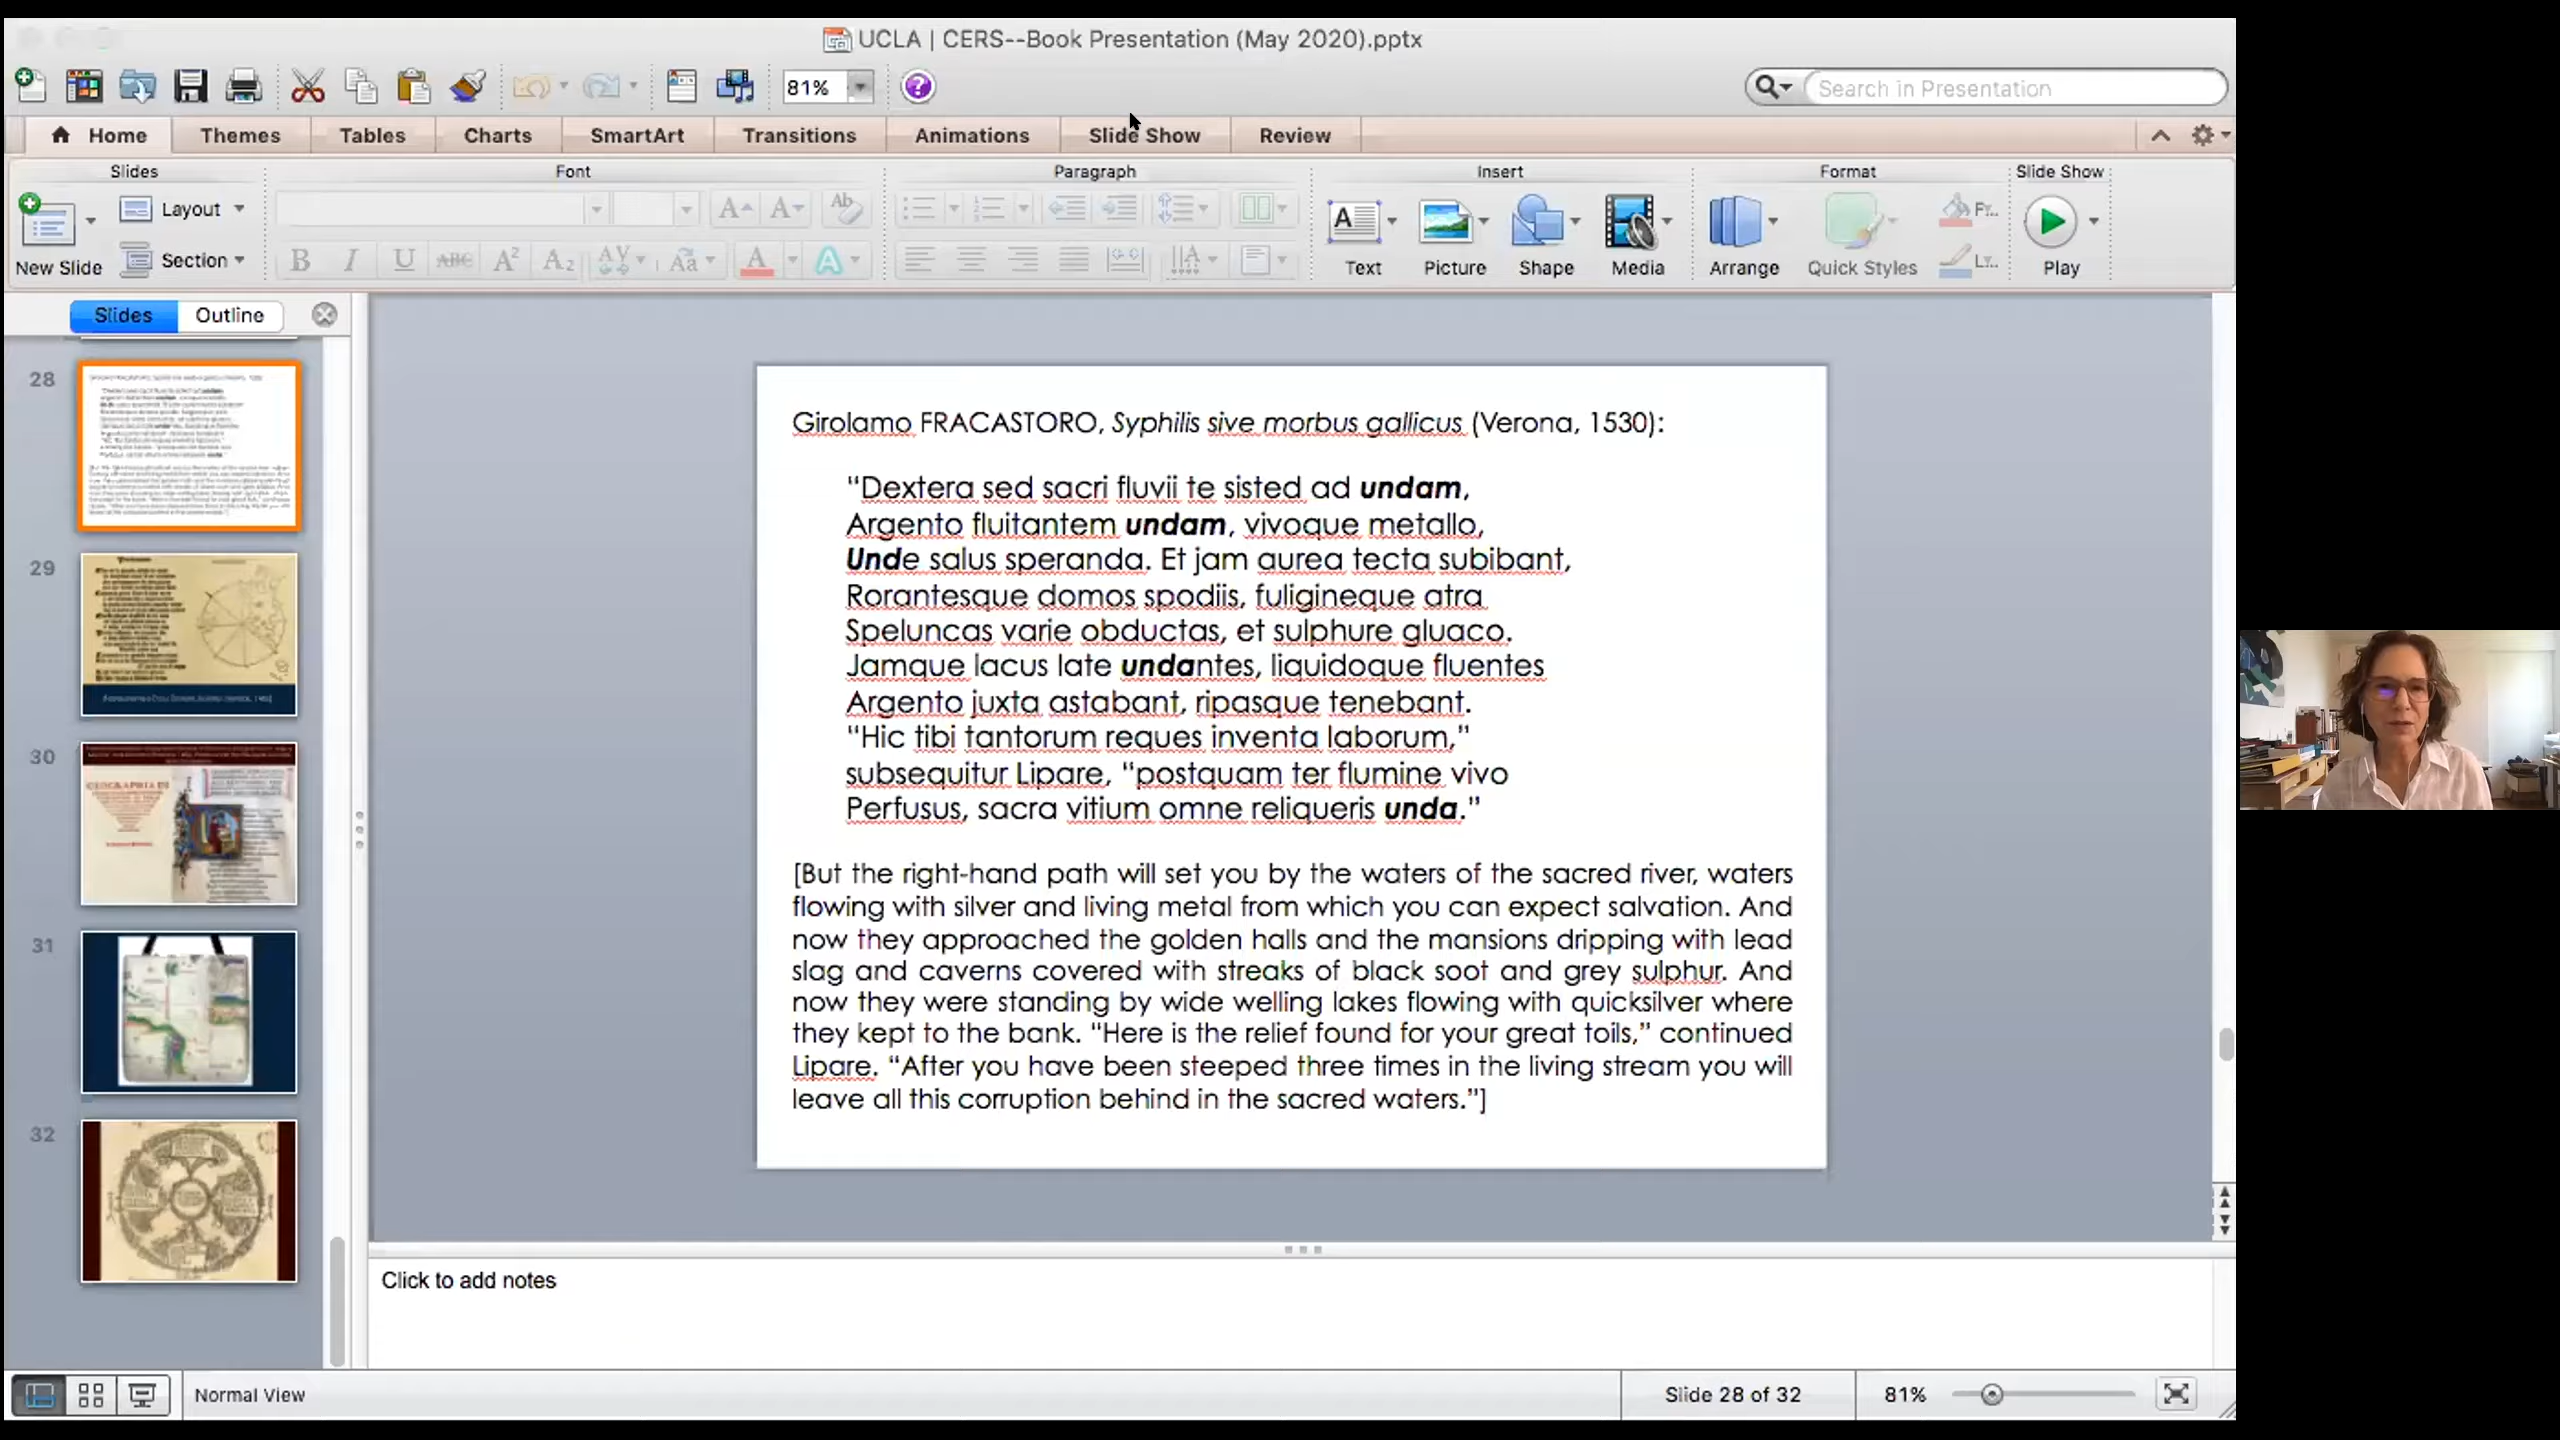 UCLA | CERS--Book Presentation (May 2020).pptx
81%
Search in Presentation
Home
Themes
Tables
Charts
SmartArt
Transitions
Animations
Slide Show
Review
Slides
Font
Paragraph
Insert
Format
Slide Show
New Slide
Layout
Section
Text
Picture
Shape
Media
Arrange
Quick Styles
Play
Slides
Outline
28
29
30
31
32
Girolamo FRACASTORO, Syphilis sive morbus gallicus (Verona, 1530):
“Dextera sed sacri fluvii te sisted ad undam,
Argento fluitantem undam, vivoque metallo,
Unde salus speranda. Et jam aurea tecta subibant,
Rorantesque domos spodiis, fuligineque atra
Speluncas varie obductas, et sulphure gluaco.
Jamque lacus late undantes, liquidoque fluentes
Argento juxta astabant, ripasque tenebant.
“Hic tibi tantorum reques inventa laborum,”
subsequitur Lipare, “postquam ter flumine vivo
Perfusus, sacra vitium omne reliqueris unda.”
[But the right-hand path will set you by the waters of the sacred river, waters
flowing with silver and living metal from which you can expect salvation. And
now they approached the golden halls and the mansions dripping with lead
slag and caverns covered with streaks of black soot and grey sulphur. And
now they were standing by wide welling lakes flowing with quicksilver where
they kept to the bank. “Here is the relief found for your great toils,” continued
Lipare. “After you have been steeped three times in the living stream you will
leave all this corruption behind in the sacred waters.”]
Click to add notes
Normal View
Slide 28 of 32
81%